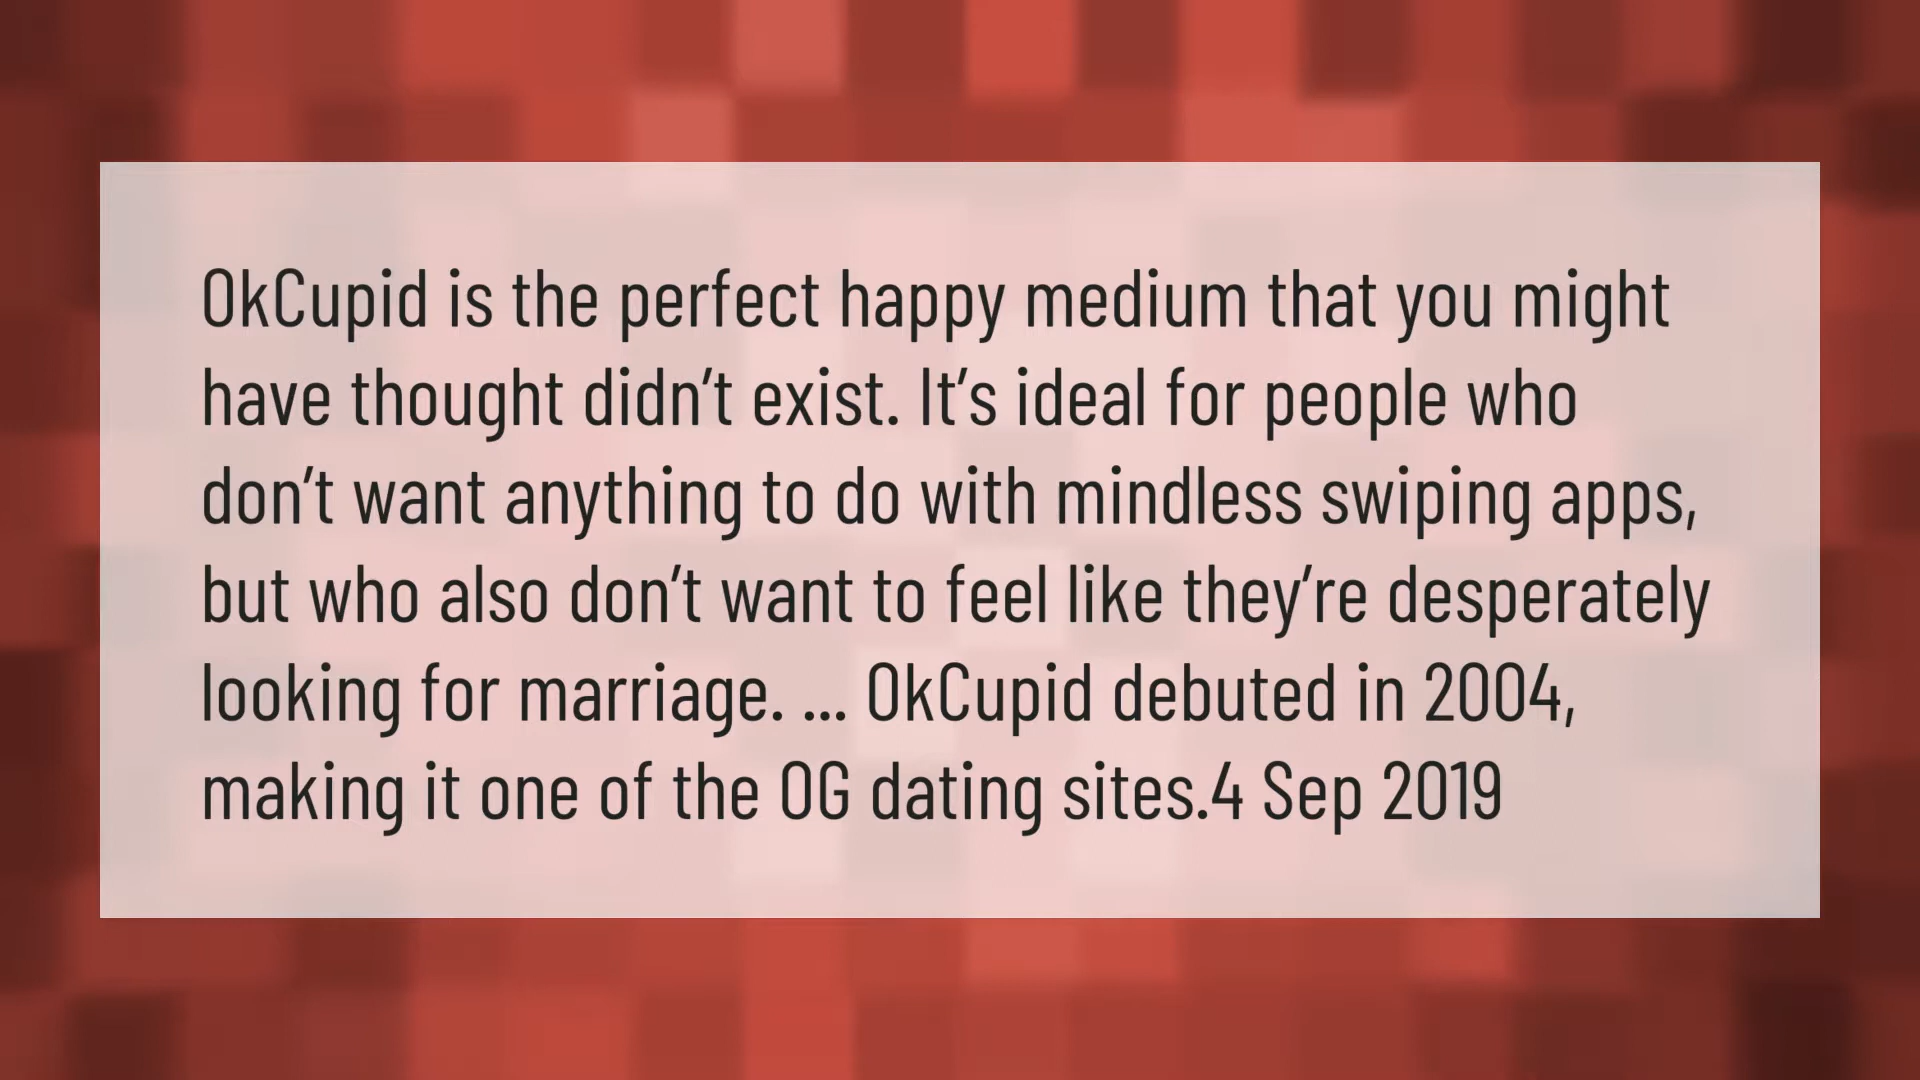 OkCupid is the perfect happy medium that you might
have thought didn’t exist. It’s ideal for people who
don’t want anything to do with mindless swiping apps,
but who also don’t want to feel like they’re desperately
looking for marriage. ... OkCupid debuted in 2004,
making it one of the OG dating sites.4 Sep 2019